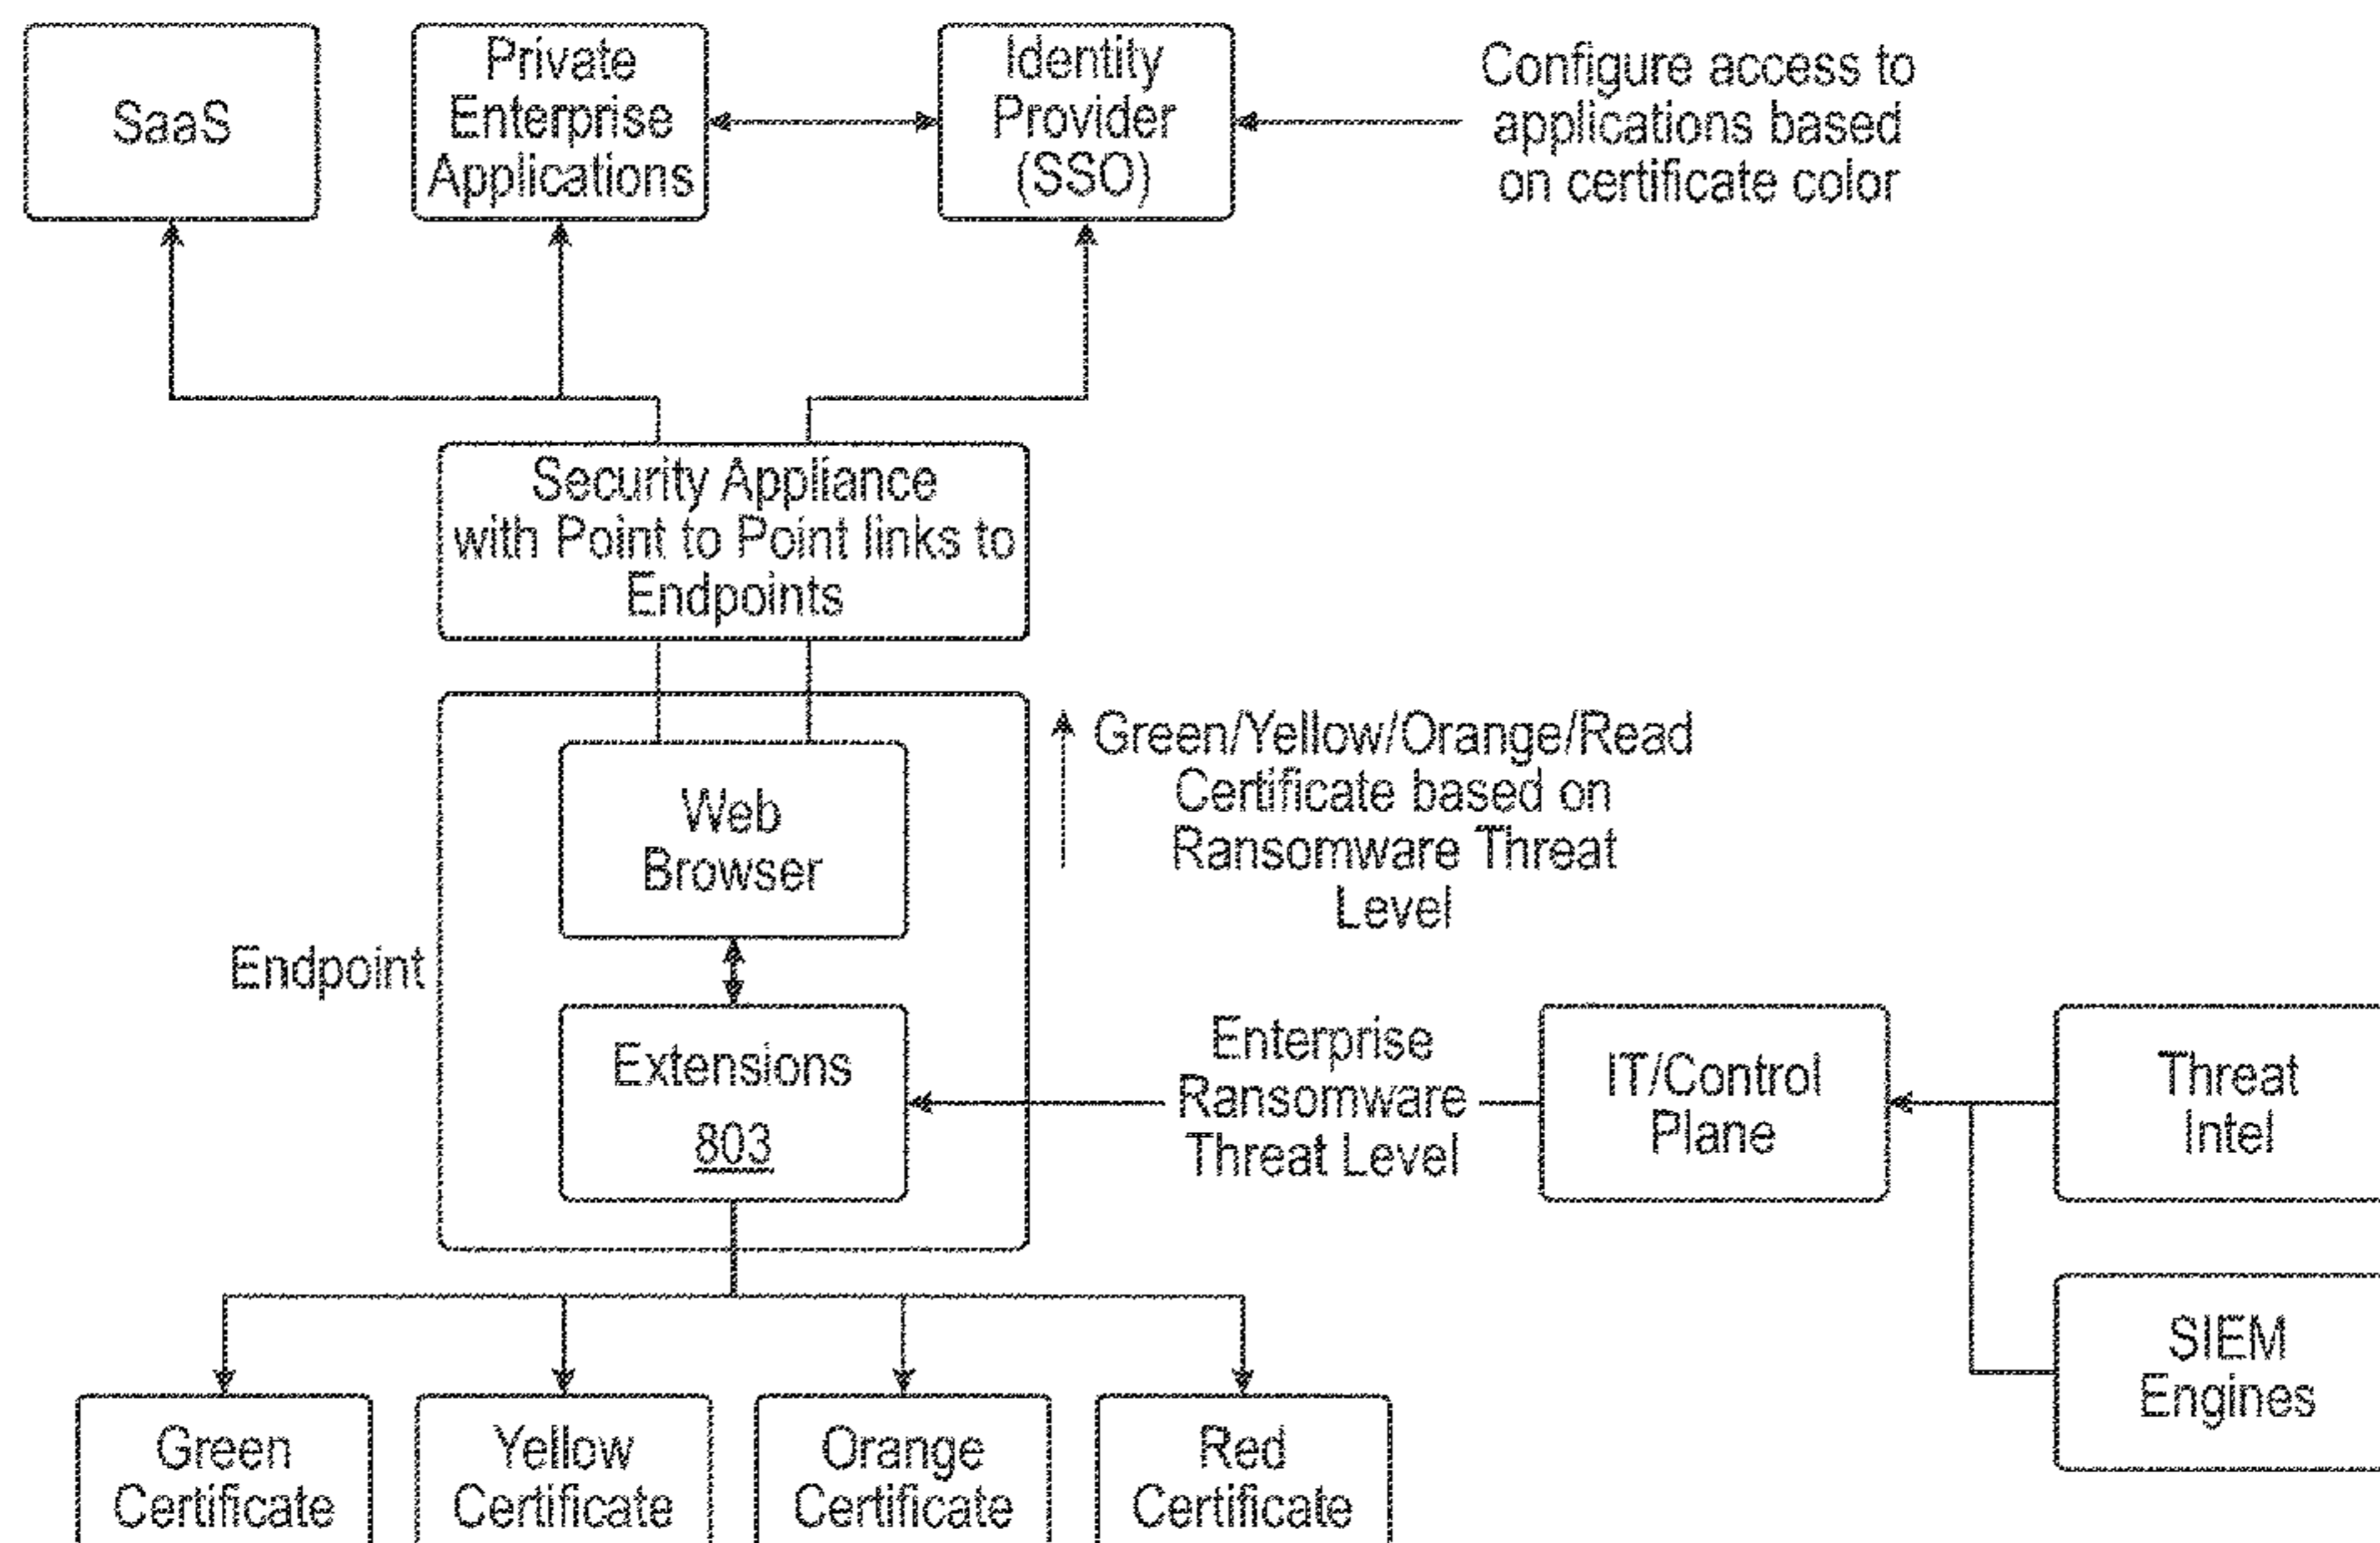 SaaS
Private
Enterprise
Applications
Identity
Provider
(SSO)
Configure access to
applications based
on certificate color
Security Appliance
with Point to Point links to
Endpoints
Green/Yellow/Orange/Read
Certificate based on
Ransomware Threat
Level
Web
Browser
Endpoint
Extensions
803
Enterprise
Ransomware
Threat Level
IT/Control
Plane
Threat
Intel
SIEM
Engines
Green
Certificate
Yellow
Certificate
Orange
Certificate
Red
Certificate